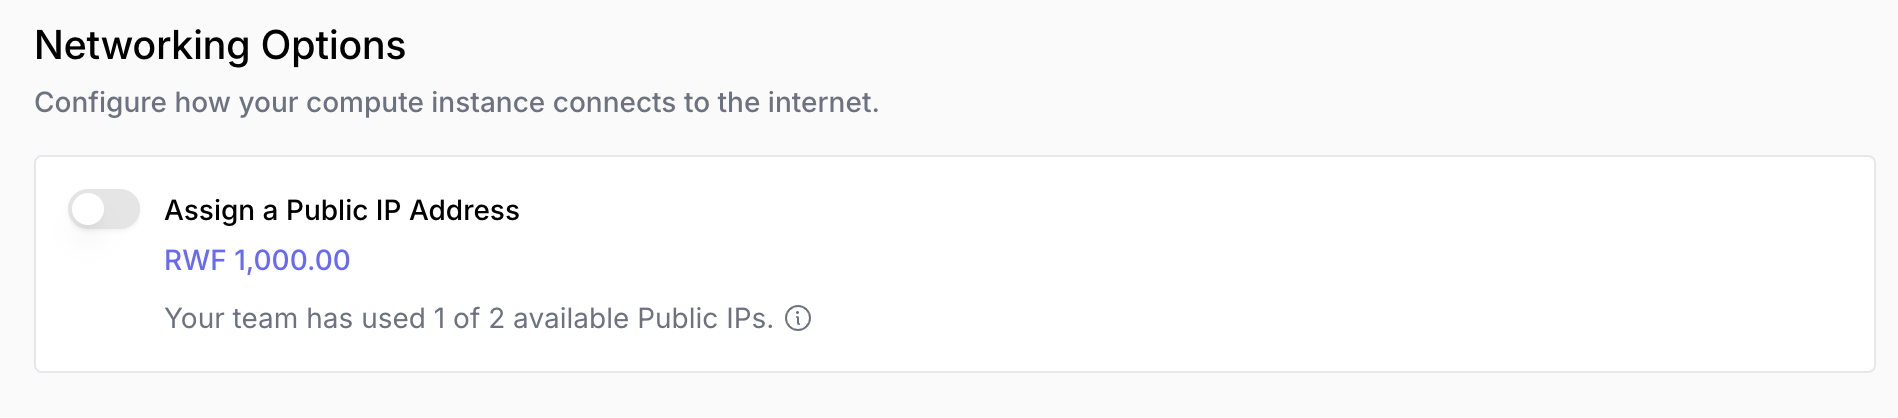 Networking Options
Configure how your compute instance connects to the internet.
Assign a Public IP Address
RWF 1,000.00
Your team has used 1 of 2 available Public IPs.